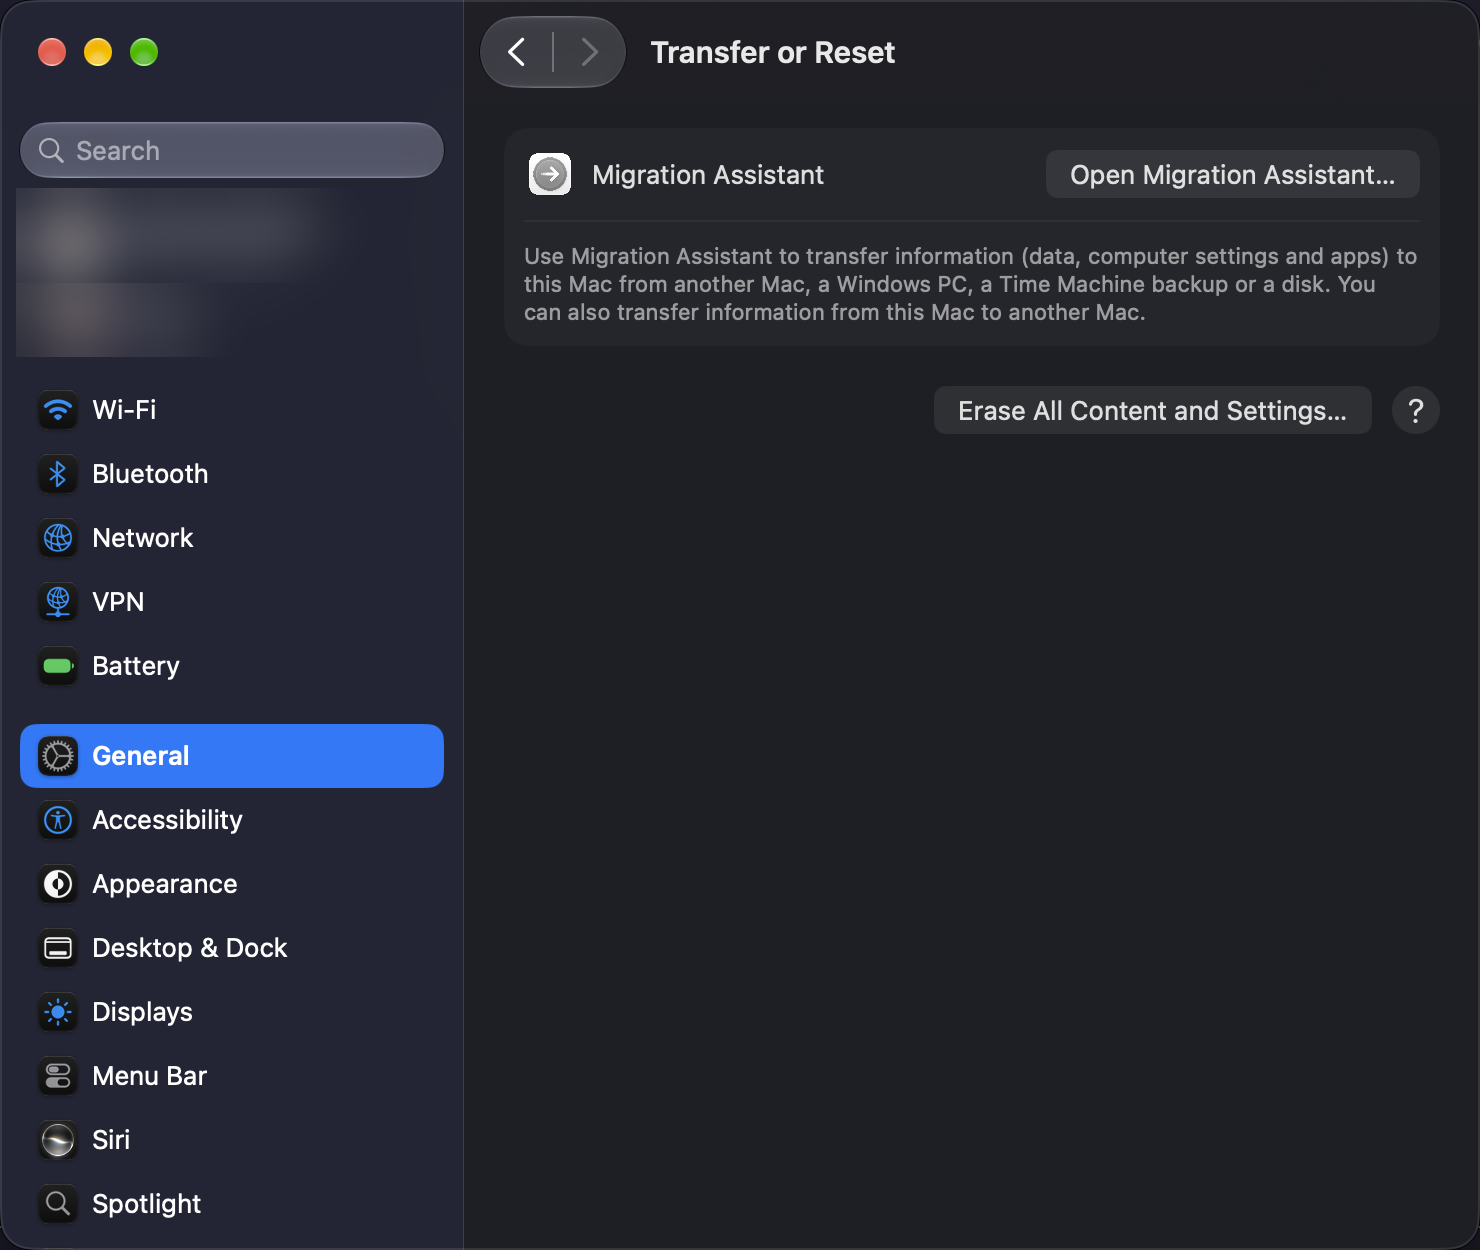 Transfer or Reset
Search
Wi-Fi
Bluetooth
Network
VPN
Battery
General
Accessibility
Appearance
Desktop & Dock
Displays
Menu Bar
Siri
Spotlight
Migration Assistant
Open Migration Assistant...
Use Migration Assistant to transfer information (data, computer settings and apps) to
this Mac from another Mac, a Windows PC, a Time Machine backup or a disk. You
can also transfer information from this Mac to another Mac.
Erase All Content and Settings...
?